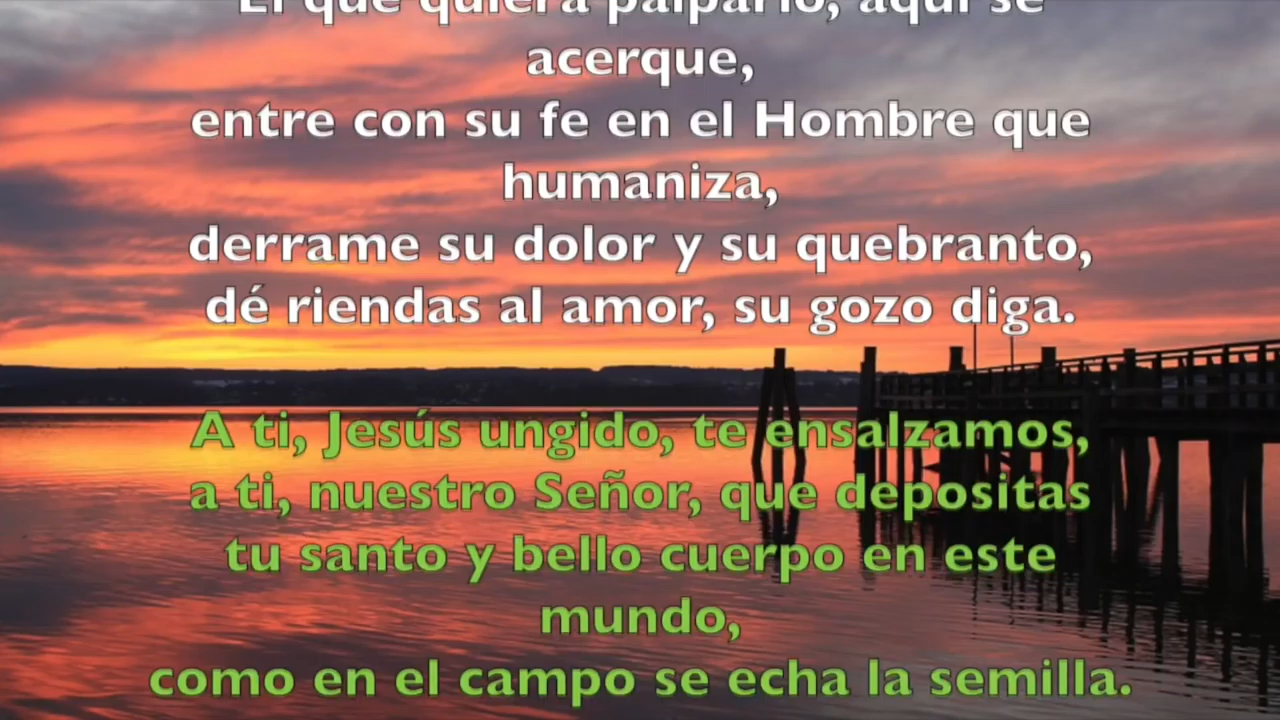 El que quiera palparlo, aquí se
acerque,
entre con su fe en el Hombre que
humaniza,
derrame su dolor y su quebranto,
dé riendas al amor, su gozo diga.
A ti, Jesús ungido, te ensalzamos,
a ti, nuestro Señor, que depositas
tu santo y bello cuerpo en este
mundo,
como en el campo se echa la semilla.